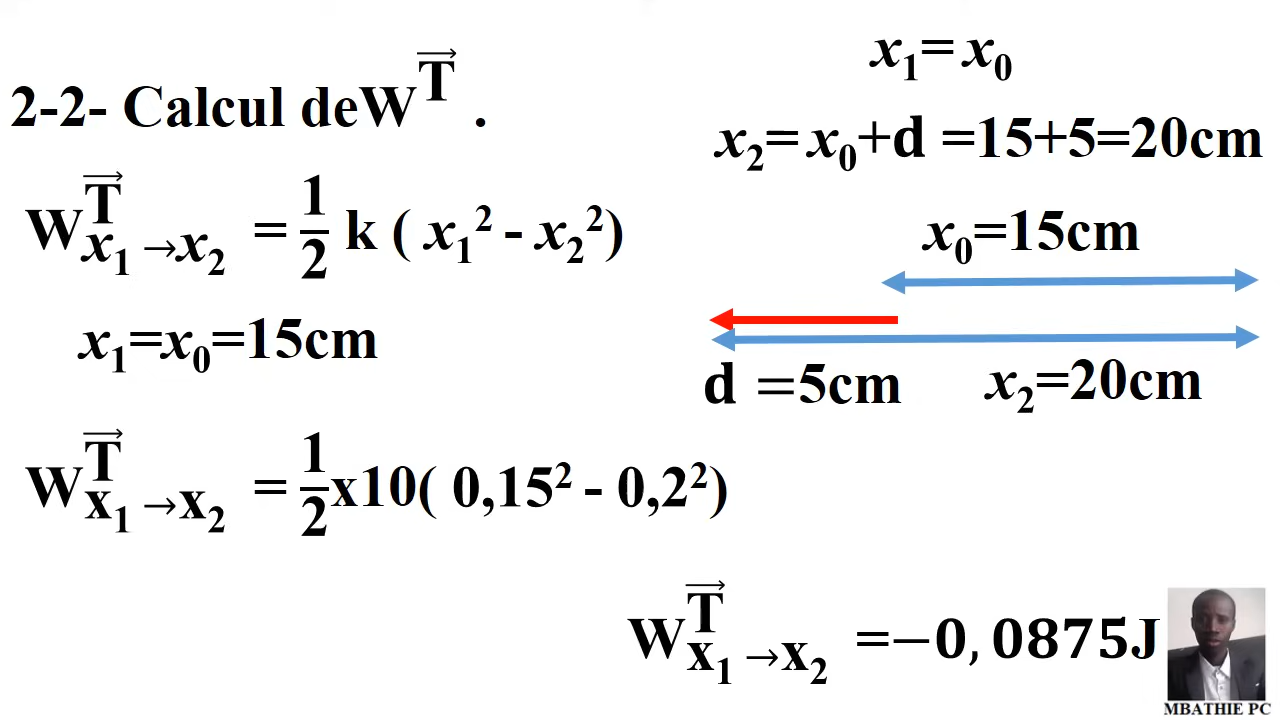 2-2- Calcul deW^T⃗ .
W^T⃗_x₁→x₂ = 1/2 k ( x₁² - x₂²)
x₁=x₀=15cm
W^T⃗_x₁→x₂ = 1/2x10( 0,15² - 0,2²)
x₁= x₀
x₂= x₀+d =15+5=20cm
x₀=15cm
d =5cm
x₂=20cm
W^T⃗_x₁→x₂ =−0,0875J
MBATHIE PC